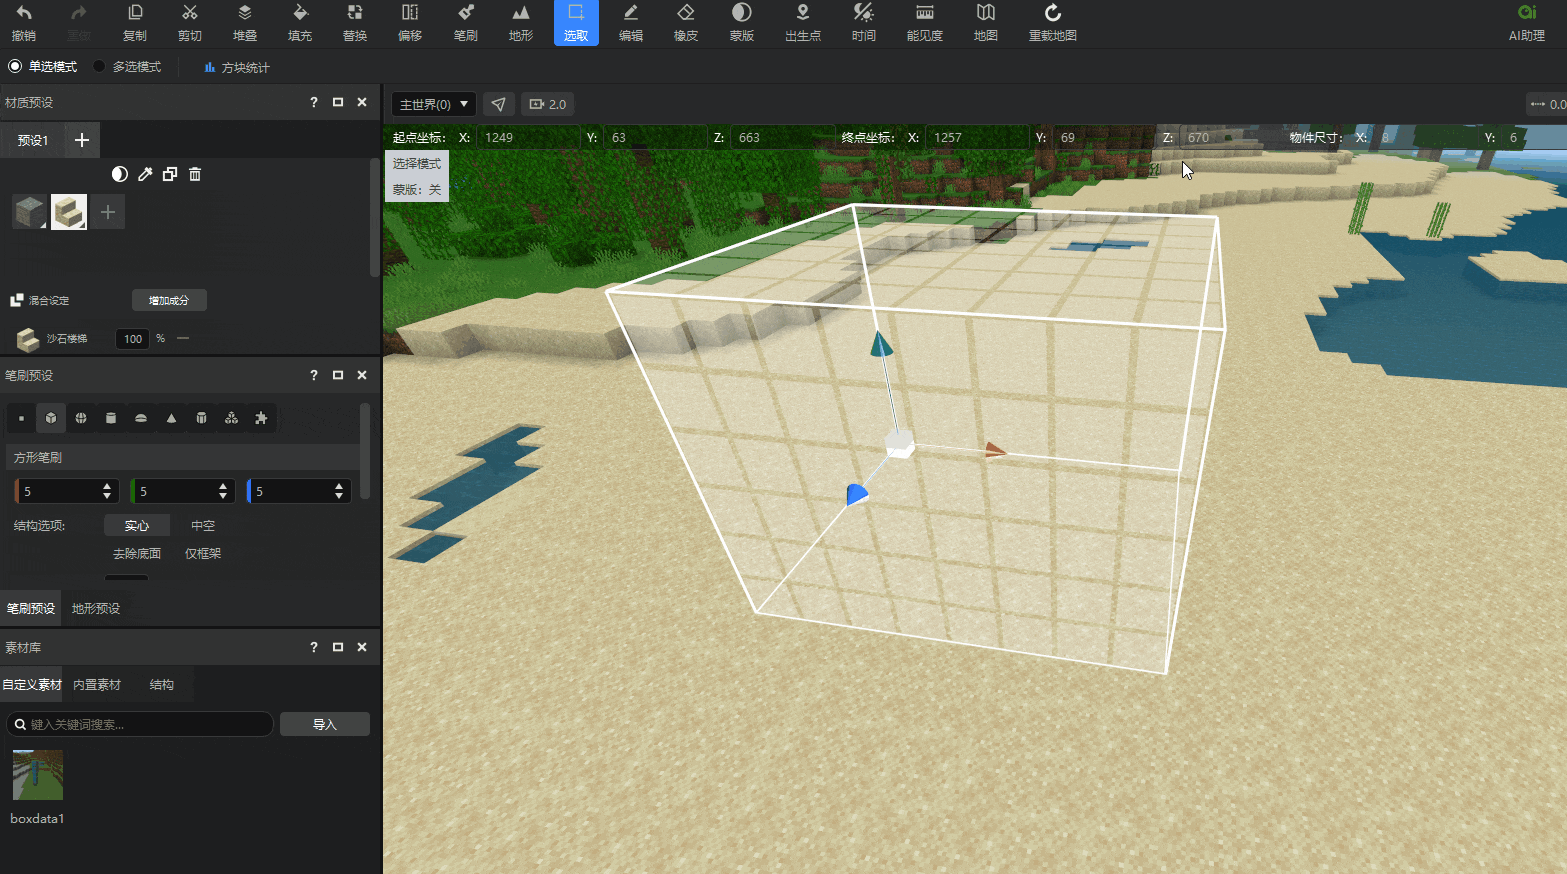 撤销 重做 复制 剪切 堆叠 填充 替换 偏移 笔刷 地形 选取 编辑 橡皮 蒙版 出生点 时间 能见度 地图 重载地图 AI助理
单选模式 多选模式 方块统计
材质预设 ?
主世界(0) 2.0 0.0
预设1 +
起点坐标: X: 1249 Y: 63 Z: 663 终点坐标: X: 1257 Y: 69 Z: 670 物件尺寸: X: 8 Y: 6
选择模式
蒙版: 关
混合设定 增加成分
沙石楼梯 100 %
笔刷预设 ?
方形笔刷
5 5 5
结构选项: 实心 中空
去除底面 仅框架
笔刷预设 地形预设
素材库 ?
自定义素材 内置素材 结构
键入关键词搜索... 导入
boxdata1